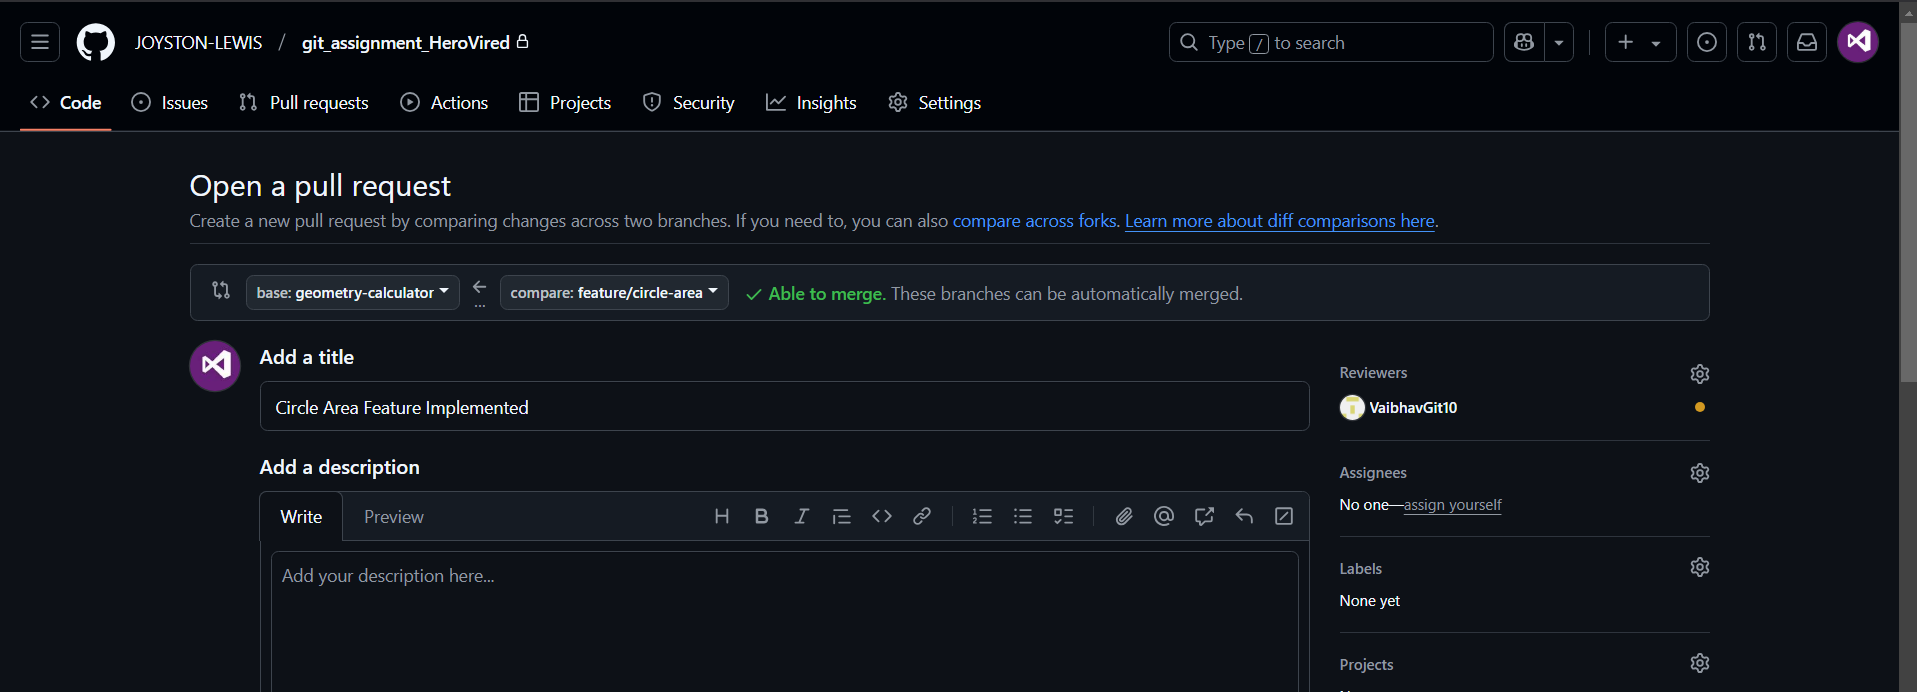 JOYSTON-LEWIS / git_assignment_HeroVired
Type / to search
Code Issues Pull requests Actions Projects Security Insights Settings
Open a pull request
Create a new pull request by comparing changes across two branches. If you need to, you can also compare across forks. Learn more about diff comparisons here.
base: geometry-calculator ... compare: feature/circle-area Able to merge. These branches can be automatically merged.
Add a title
Circle Area Feature Implemented
Add a description
Write Preview
Add your description here...
Reviewers
VaibhavGit10
Assignees
No one—assign yourself
Labels
None yet
Projects